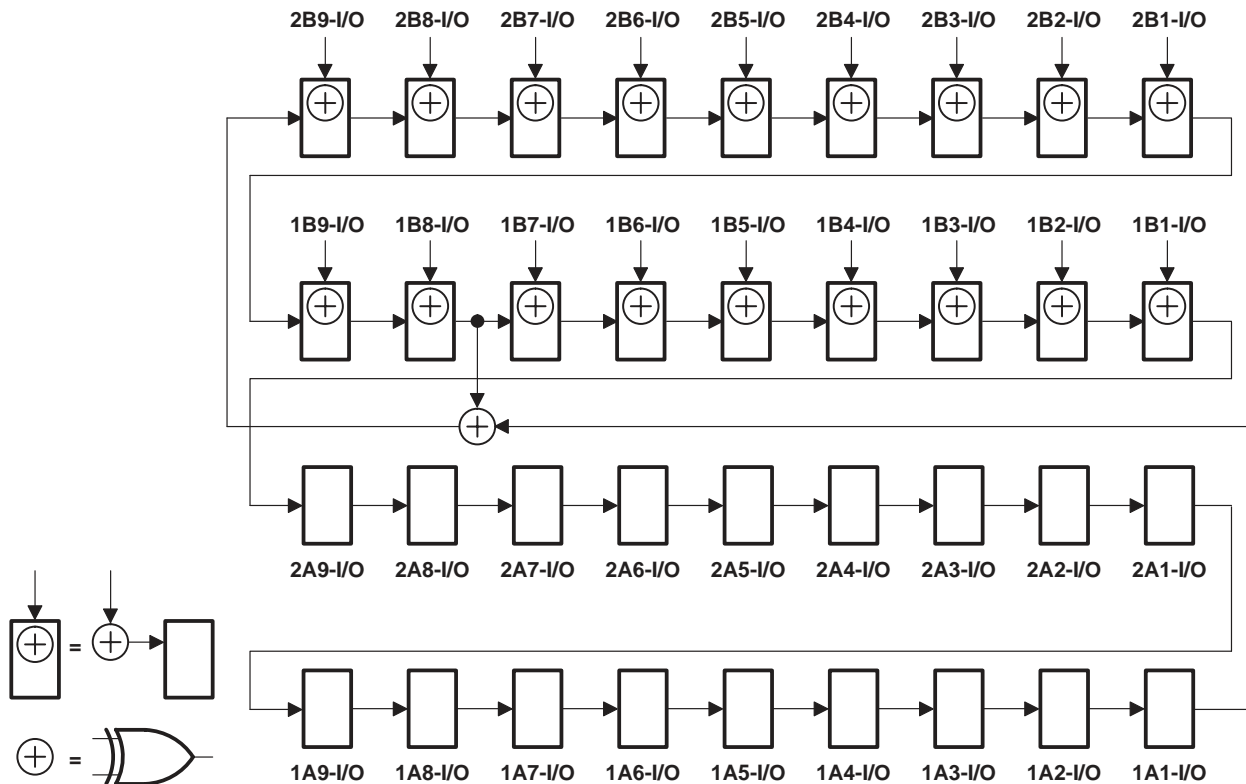 2B9-I/O 2B8-I/O 2B7-I/O 2B6-I/O 2B5-I/O 2B4-I/O 2B3-I/O 2B2-I/O 2B1-I/O
1B9-I/O 1B8-I/O 1B7-I/O 1B6-I/O 1B5-I/O 1B4-I/O 1B3-I/O 1B2-I/O 1B1-I/O
2A9-I/O 2A8-I/O 2A7-I/O 2A6-I/O 2A5-I/O 2A4-I/O 2A3-I/O 2A2-I/O 2A1-I/O
=
=
1A9-I/O 1A8-I/O 1A7-I/O 1A6-I/O 1A5-I/O 1A4-I/O 1A3-I/O 1A2-I/O 1A1-I/O